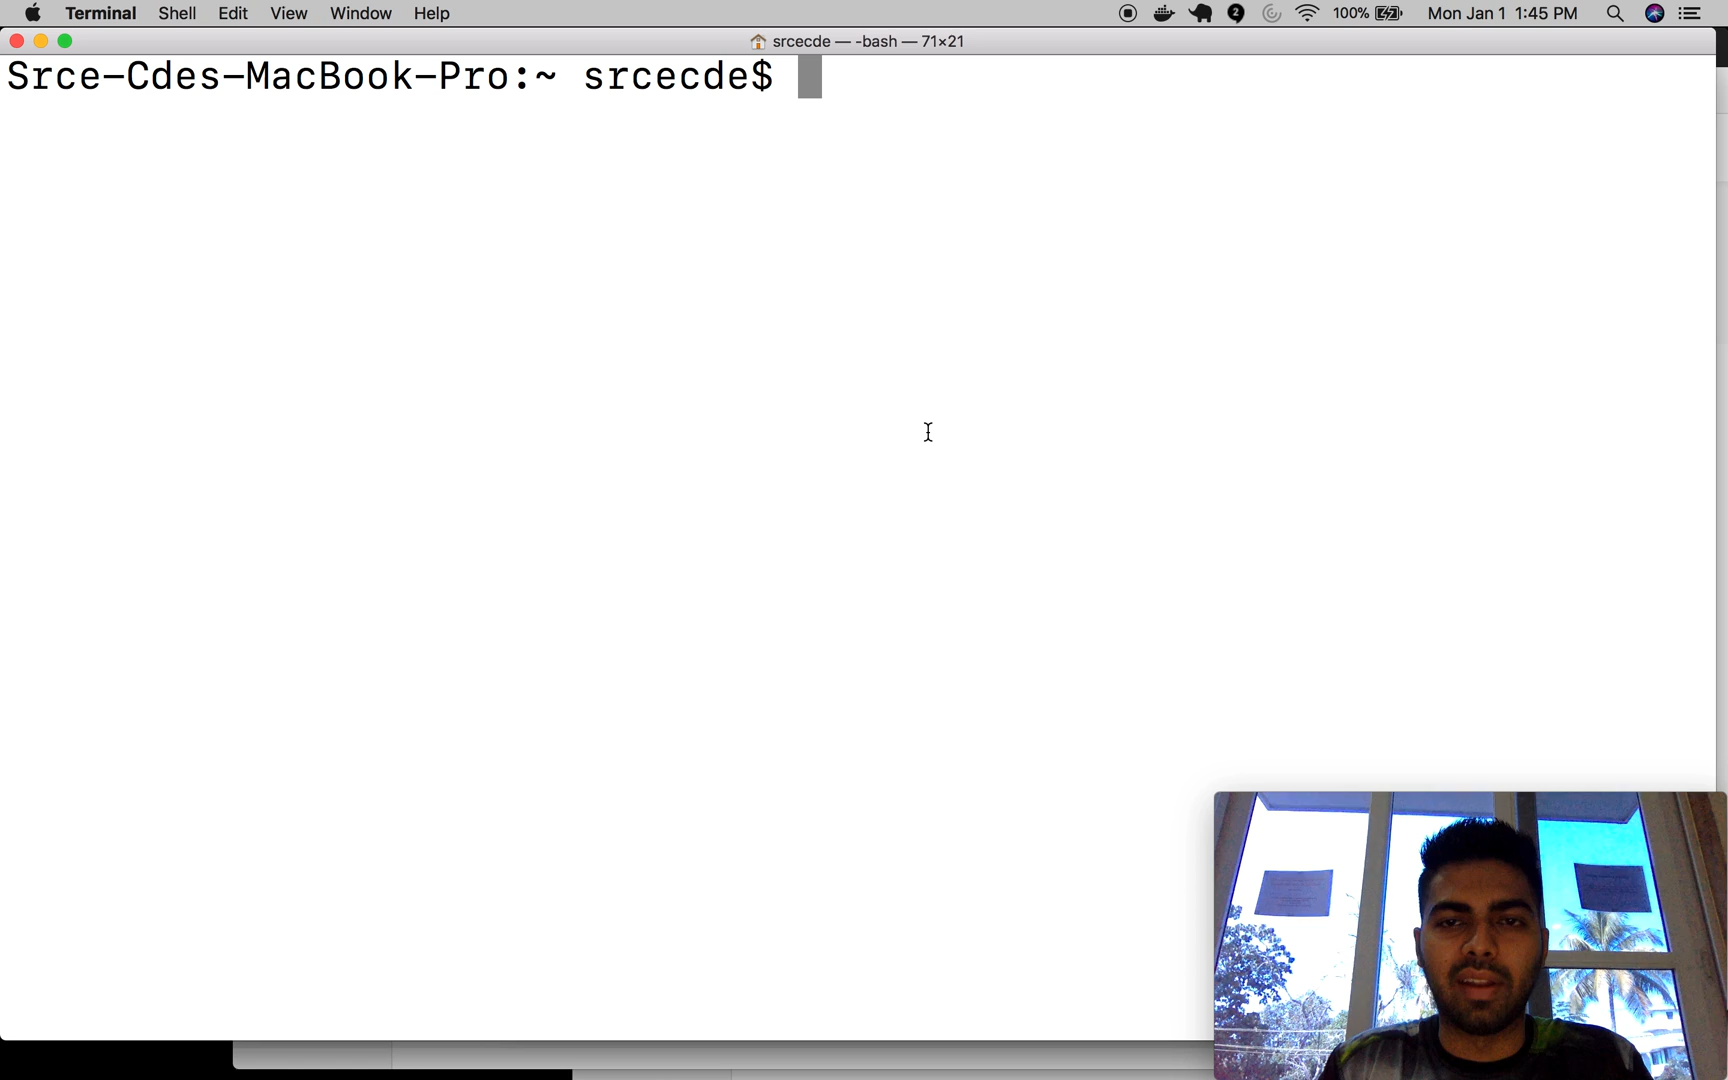 Terminal Shell Edit View Window Help 2 100% Mon Jan 1 1:45 PM
srcecde — -bash — 71×21
Srce-Cdes-MacBook-Pro:~ srcecde$